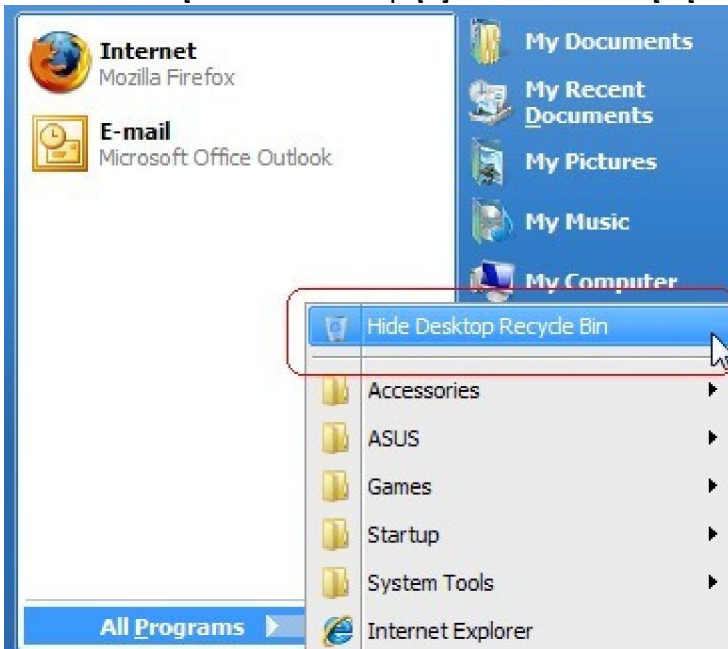 Internet
Mozilla Firefox
E-mail
Microsoft Office Outlook
My Documents
My Recent
Documents
My Pictures
My Music
My Computer
Hide Desktop Recycle Bin
Accessories
ASUS
Games
Startup
System Tools
Internet Explorer
All Programs